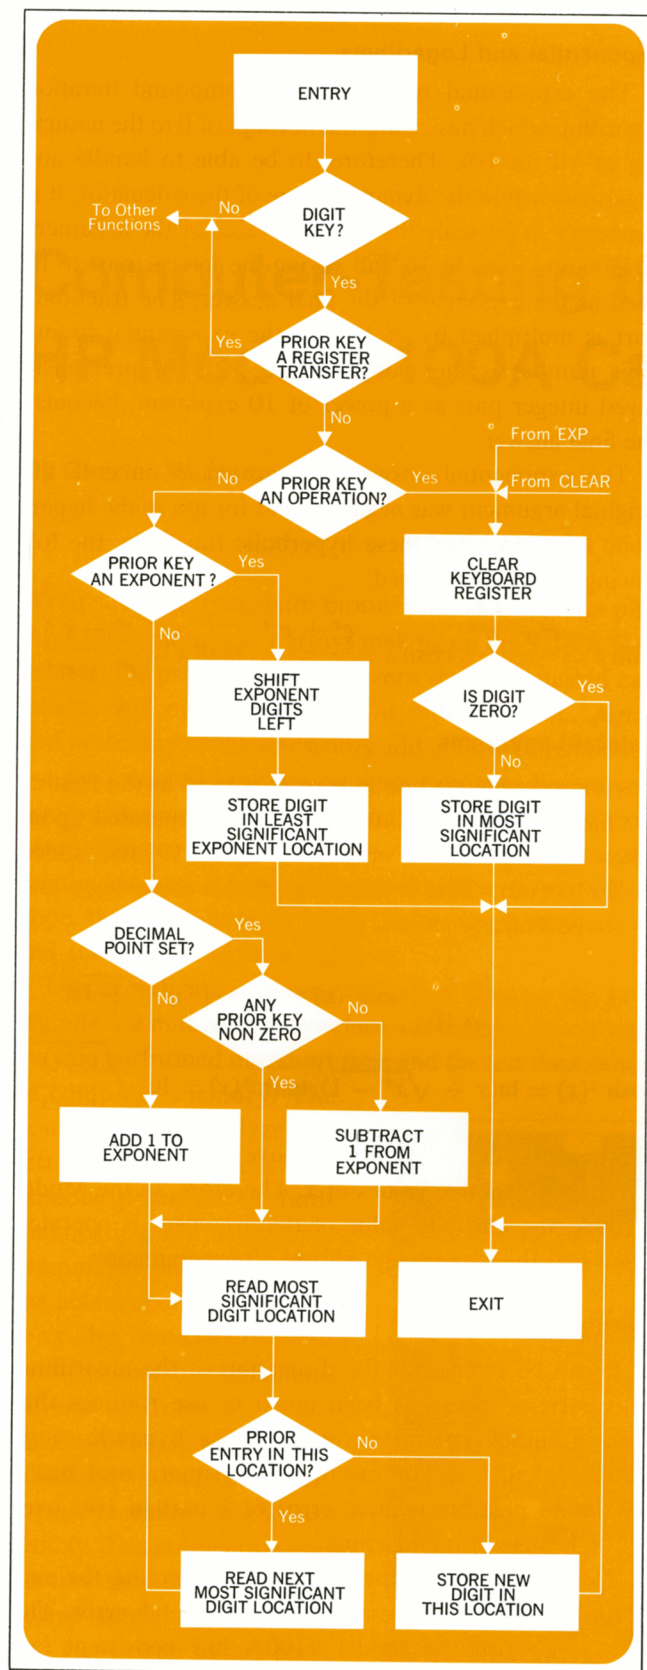 ENTRY
DIGIT
KEY?
No
To Other
Functions
Yes
PRIOR KEY
A REGISTER
TRANSFER?
Yes
No
From EXP
PRIOR KEY
AN OPERATION?
No
Yes
From CLEAR
PRIOR KEY
AN EXPONENT ?
Yes
No
CLEAR
KEYBOARD
REGISTER
SHIFT
EXPONENT
DIGITS
LEFT
IS DIGIT
ZERO?
Yes
No
STORE DIGIT
IN LEAST
SIGNIFICANT
EXPONENT LOCATION
STORE DIGIT
IN MOST
SIGNIFICANT
LOCATION
DECIMAL
POINT SET?
Yes
No
ANY
PRIOR KEY
NON ZERO
No
Yes
ADD 1 TO
EXPONENT
SUBTRACT
1 FROM
EXPONENT
READ MOST
SIGNIFICANT
DIGIT LOCATION
EXIT
PRIOR
ENTRY IN THIS
LOCATION?
No
Yes
READ NEXT
MOST SIGNIFICANT
DIGIT LOCATION
STORE NEW
DIGIT IN
THIS LOCATION